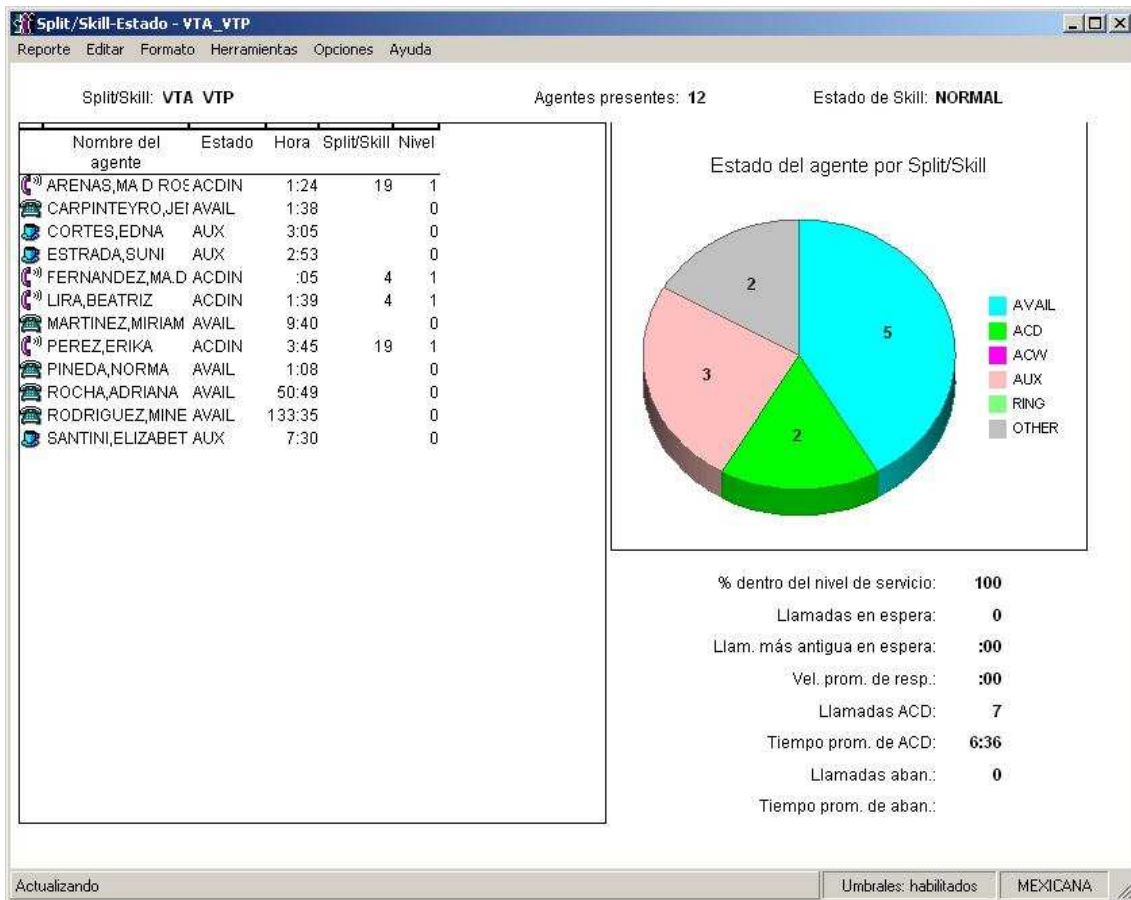 Split/Skill-Estado - VTA_VTP
Reporte Editar Formato Herramientas Opciones Ayuda
Split/Skill: VTA VTP Agentes presentes: 12 Estado de Skill: NORMAL
Nombre del agente Estado Hora Split/Skill Nivel
ARENAS,MA D ROS ACDIN 1:24 19 1
CARPINTEYRO,JEI AVAIL 1:38 0
CORTES,EDNA AUX 3:05 0
ESTRADA,SUNI AUX 2:53 0
FERNANDEZ,MA.D ACDIN :05 4 1
LIRA,BEATRIZ ACDIN 1:39 4 1
MARTINEZ,MIRIAM AVAIL 9:40 0
PEREZ,ERIKA ACDIN 3:45 19 1
PINEDA,NORMA AVAIL 1:08 0
ROCHA,ADRIANA AVAIL 50:49 0
RODRIGUEZ,MINE AVAIL 133:35 0
SANTINI,ELIZABET AUX 7:30 0
Estado del agente por Split/Skill
2
5
3
2
AVAIL
ACD
ACW
AUX
RING
OTHER
% dentro del nivel de servicio: 100
Llamadas en espera: 0
Llam. más antigua en espera: :00
Vel. prom. de resp.: :00
Llamadas ACD: 7
Tiempo prom. de ACD: 6:36
Llamadas aban.: 0
Tiempo prom. de aban.:
Actualizando Umbrales: habilitados MEXICANA